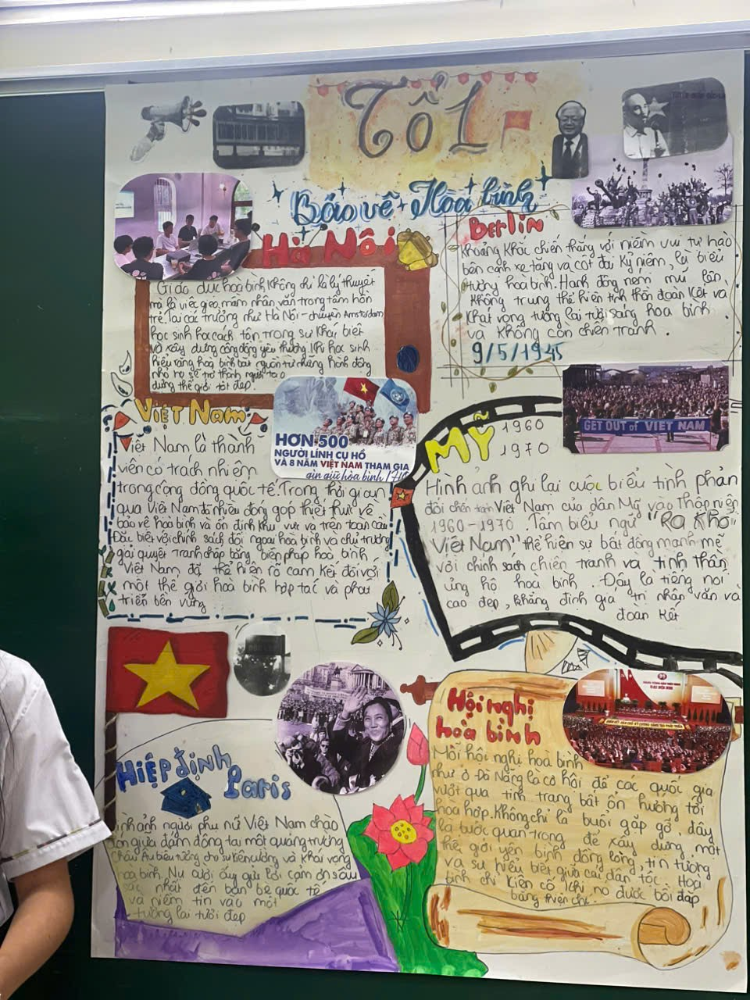 Tổ 1
Bảo vệ Hòa bình
Hà Nội
Giáo dục hoà bình không chỉ là lý thuyết
mà là việc gieo mầm nhân văn trong tâm hồn
trẻ. Tại các trường như Hà Nội - chuyên Amsterdam
học sinh học cách tôn trọng sự khác biệt
và xây dựng cộng đồng yêu thương. Khi học sinh
hiểu rằng hoà bình bắt nguồn từ những hành động
nhỏ họ sẽ trở thành người tạo
dựng thế giới tốt đẹp.
Berlin
Khoảng khắc chiến thắng với niềm vui tự hào
bên cạnh xe tăng và cột đài kỷ niệm, lại biểu
tượng hoà bình. Hành động ném mũ lên
không trung thể hiện tinh thần đoàn kết và
khát vọng tương lai tươi sáng hoà bình
và không còn chiến tranh.
9/5/1945
Việt Nam
Việt Nam là thành
viên có trách nhiệm
trong cộng đồng quốc tế. Trong thời gian
qua Việt Nam đã nhiều đóng góp thiết thực về
bảo vệ hoà bình và ổn định khu vực và trên toàn cầu
Đặc biệt với chính sách đối ngoại hoà bình và chủ trương
giải quyết tranh chấp bằng biện pháp hoà bình
Việt Nam đã thể hiện rõ cam kết đối với
một thế giới hoà bình hợp tác và phát
triển bền vững
HƠN 500
NGƯỜI LÍNH CỤ HỒ
VÀ 8 NĂM VIỆT NAM THAM GIA
gìn giữ hòa bình
Mỹ
1960
1970
GET OUT of VIET NAM
Hình ảnh ghi lại cuộc biểu tình phản
đối chiến tranh Việt Nam của dân Mỹ vào thập niên
1960-1970. Tấm biểu ngữ "Ra khỏi
Việt Nam" thể hiện sự bất đồng mạnh mẽ
với chính sách chiến tranh và tinh thần
ủng hộ hoà bình. Đây là tiếng nói
cao đẹp, khẳng định giá trị nhân văn và
đoàn kết
Hiệp định
Paris
Hình ảnh người phụ nữ Việt Nam chào
đón giữa đám đông tại một quảng trường
Châu Âu biểu tượng cho sự kiên cường và khát vọng
hoà bình. Nụ cười ấy gửi lời cảm ơn sâu
sắc nhất đến bạn bè quốc tế
và niềm tin vào một
tương lai tươi đẹp
Hội nghị
hòa bình
Mỗi hội nghị hoà bình
như ở Đà Nẵng là cơ hội để các quốc gia
vượt qua tình trạng bất ổn hướng tới
hoà hợp. Không chỉ là buổi gặp gỡ, đây
là bước quan trọng để xây dựng một
thế giới yên bình đồng lòng, tin tưởng
và sự hiểu biết giữa các dân tộc. Hoà
bình chỉ kiên cố khi nó được bồi đắp
bằng thiện chí.